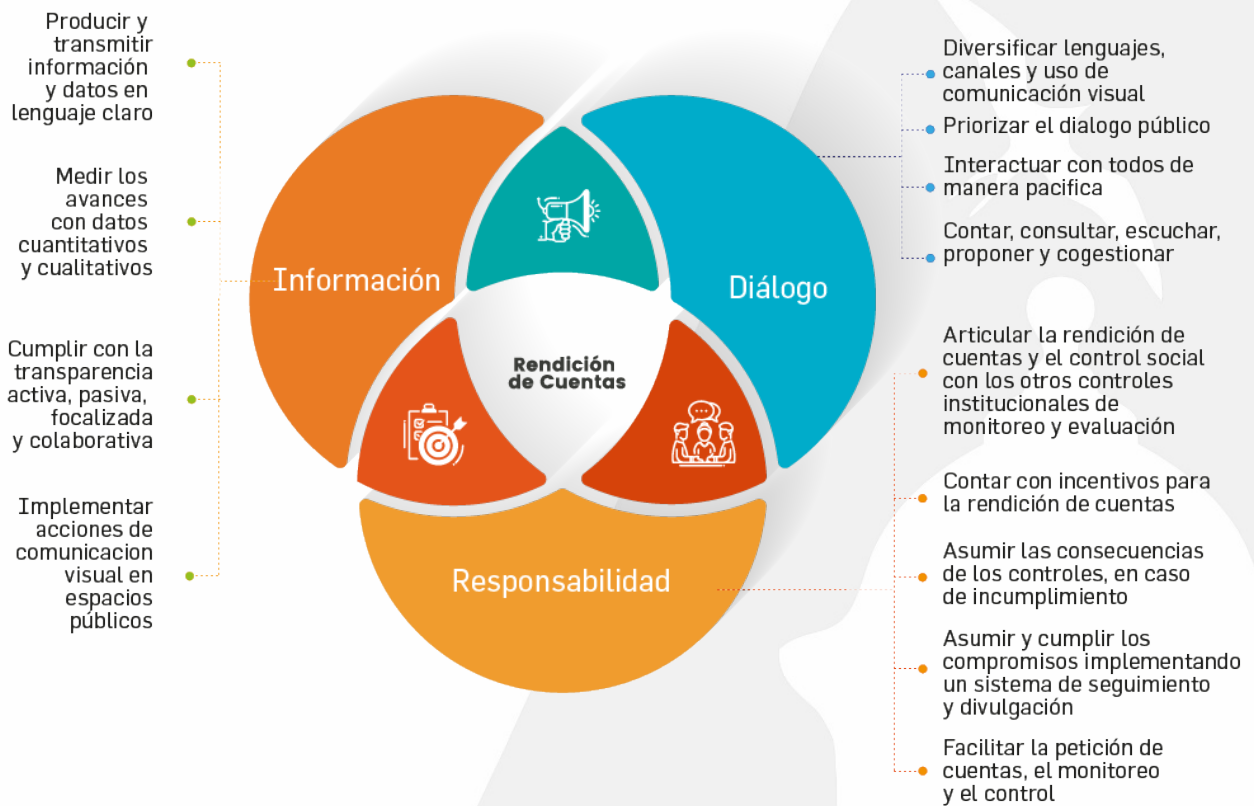 Producir y
transmitir
información
y datos en
lenguaje claro
Medir los
avances
con datos
cuantitativos
y cualitativos
Cumplir con la
transparencia
activa, pasiva,
focalizada
y colaborativa
Implementar
acciones de
comunicacion
visual en
espacios
públicos
Información
Diálogo
Rendición
de Cuentas
Responsabilidad
Diversificar lenguajes,
canales y uso de
comunicación visual
Priorizar el dialogo público
Interactuar con todos de
manera pacifica
Contar, consultar, escuchar,
proponer y cogestionar
Articular la rendición de
cuentas y el control social
con los otros controles
institucionales de
monitoreo y evaluación
Contar con incentivos para
la rendición de cuentas
Asumir las consecuencias
de los controles, en caso
de incumplimiento
Asumir y cumplir los
compromisos implementando
un sistema de seguimiento
y divulgación
Facilitar la petición de
cuentas, el monitoreo
y el control